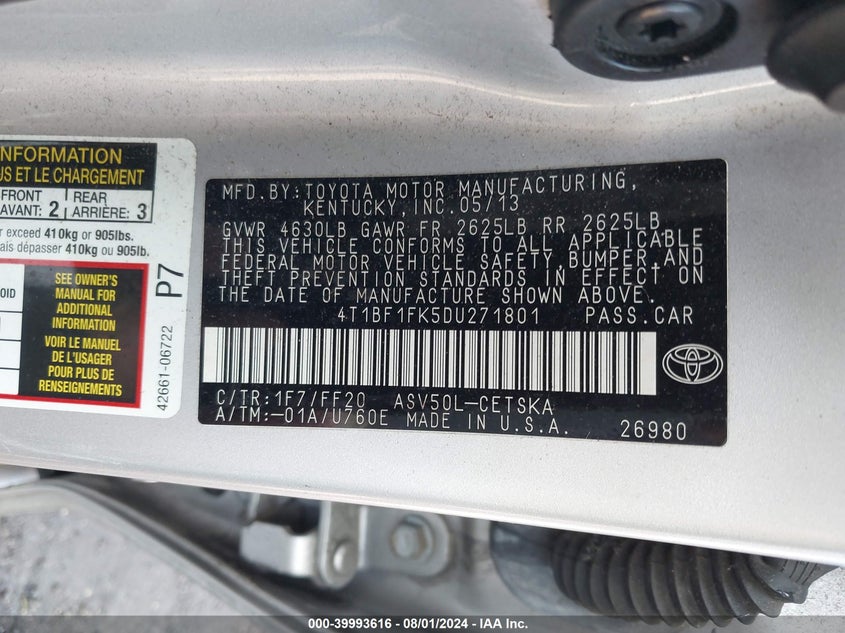 NFORMATION
US ET LE CHARGEMENT
FRONT
AVANT: 2
REAR
ARRIÈRE: 3
r exceed 410kg or 905lbs.
ais dépasser 410kg ou 905lb.
OID
SEE OWNER'S
MANUAL FOR
ADDITIONAL
INFORMATION
VOIR LE MANUEL
DE L'USAGER
POUR PLUS DE
RENSEIGNEMENTS
P7
42661-06722
MFD.BY:TOYOTA MOTOR MANUFACTURING,
KENTUCKY,INC.05/13
GVWR 4630LB GAWR FR 2625LB RR 2625LB
THIS VEHICLE CONFORMS TO ALL APPLICABLE
FEDERAL MOTOR VEHICLE SAFETY,BUMPER,AND
THEFT PREVENTION STANDARDS IN EFFECT ON
THE DATE OF MANUFACTURE SHOWN ABOVE.
4T1BF1FK5DU271801 PASS.CAR
C/TR:1F7/FF20 ASV50L-CETSKA
A/TM:-01A/U760E MADE IN U.S.A. 26980
000-39993616 - 08/01/2024 - IAA Inc.